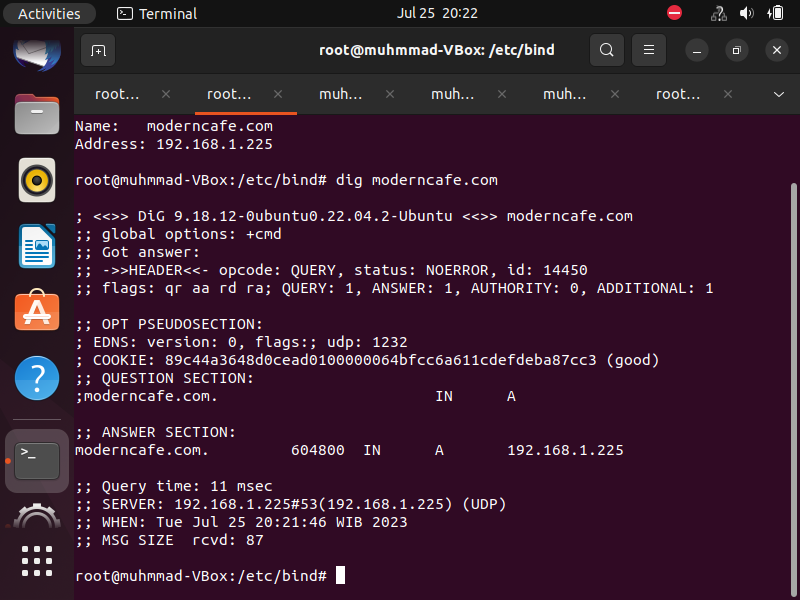 Activities Terminal Jul 25 20:22
root@muhmmad-VBox: /etc/bind
root... root... muh... muh... muh... root...
Name:   moderncafe.com
Address: 192.168.1.225
root@muhmmad-VBox:/etc/bind# dig moderncafe.com
; <<>> DiG 9.18.12-0ubuntu0.22.04.2-Ubuntu <<>> moderncafe.com
;; global options: +cmd
;; Got answer:
;; ->>HEADER<<- opcode: QUERY, status: NOERROR, id: 14450
;; flags: qr aa rd ra; QUERY: 1, ANSWER: 1, AUTHORITY: 0, ADDITIONAL: 1
;; OPT PSEUDOSECTION:
; EDNS: version: 0, flags:; udp: 1232
; COOKIE: 89c44a3648d0cead0100000064bfcc6a611cdefdeba87cc3 (good)
;; QUESTION SECTION:
;moderncafe.com.                        IN      A
;; ANSWER SECTION:
moderncafe.com.         604800  IN      A       192.168.1.225
;; Query time: 11 msec
;; SERVER: 192.168.1.225#53(192.168.1.225) (UDP)
;; WHEN: Tue Jul 25 20:21:46 WIB 2023
;; MSG SIZE  rcvd: 87
root@muhmmad-VBox:/etc/bind#